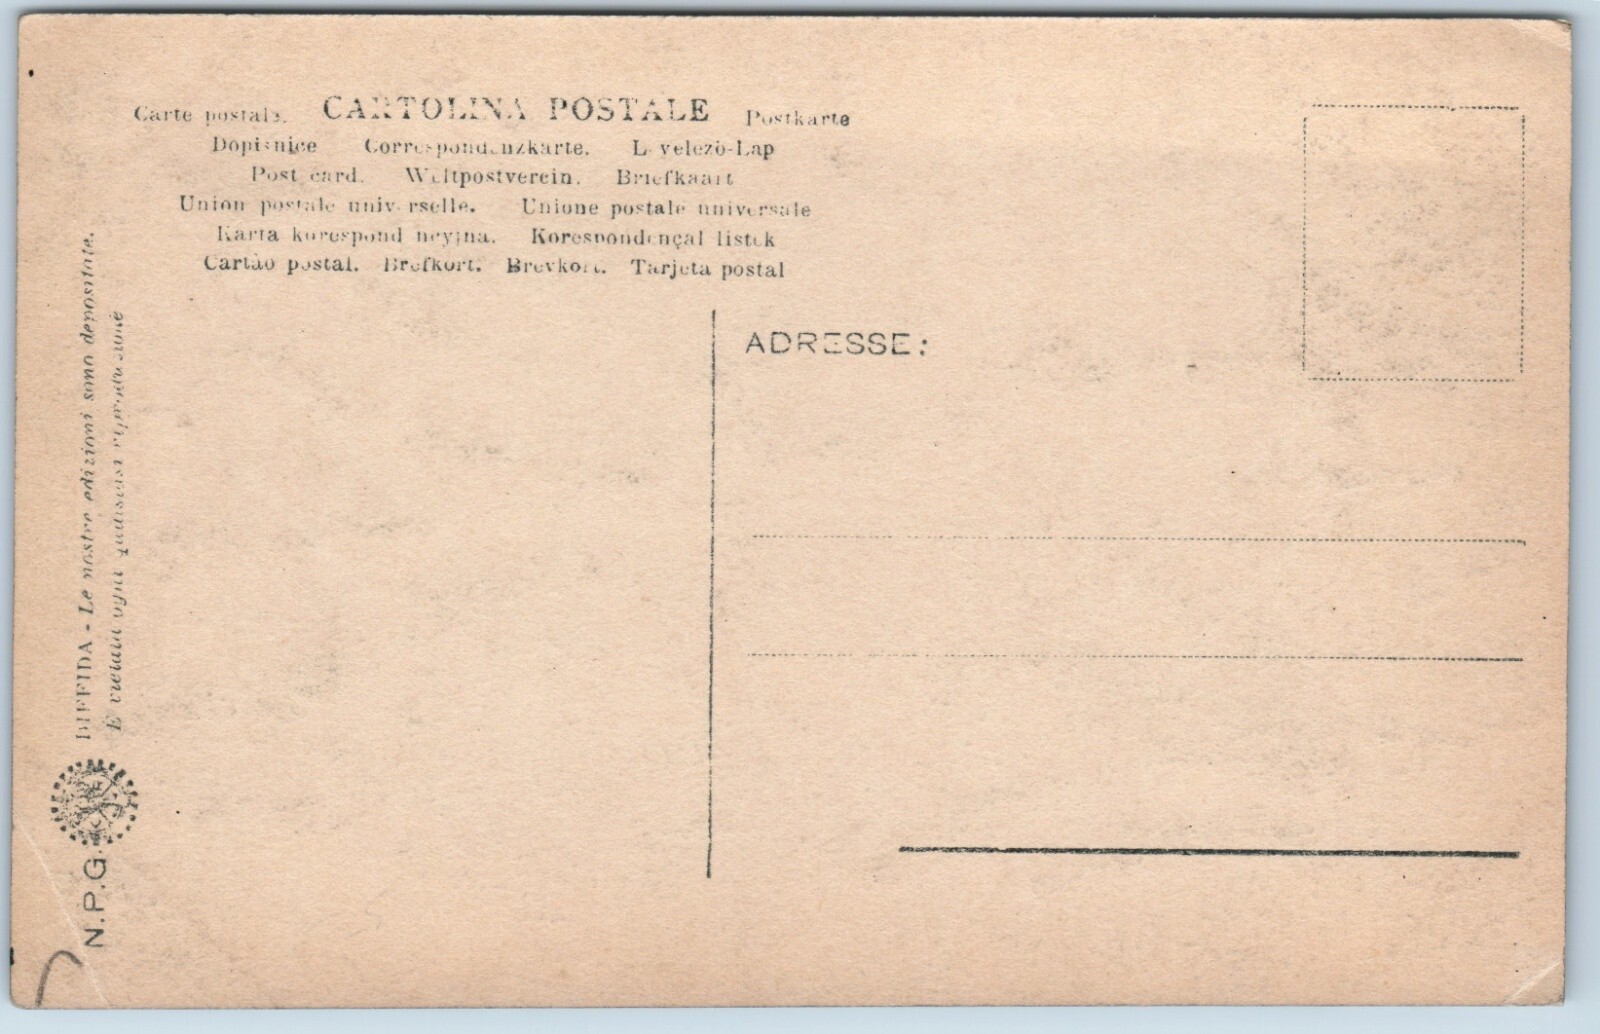 Carte postale. CARTOLINA POSTALE Postkarte
Dopisnice Correspondenzkarte. Levelezö-Lap
Post card. Weltpostverein. Briefkaart
Union postale universelle. Unione postale universale
Karta korespondencyjna. Korespondençal listek
Cartão postal. Brefkort. Brevkort. Tarjeta postal
ADRESSE:
DIFFIDA - Le nostre edizioni sono depositate.
È vietata ogni qualsiasi riproduzione
N.P.G.